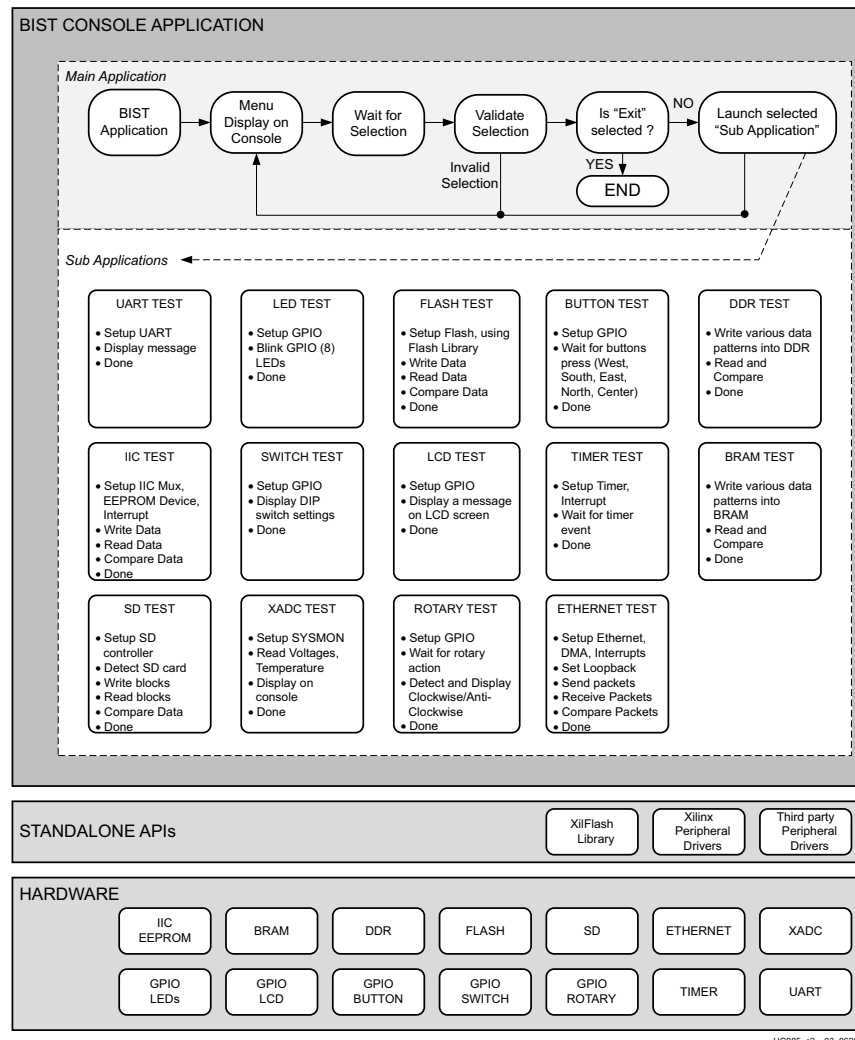 BIST CONSOLE APPLICATION
Main Application
BIST
Application
Menu
Display on
Console
Wait for
Selection
Validate
Selection
Is “Exit”
selected ?
NO
Launch selected
“Sub Application”
Invalid
Selection
YES
END
Sub Applications
UART TEST
• Setup UART
• Display message
• Done
LED TEST
• Setup GPIO
• Blink GPIO (8)
LEDs
• Done
FLASH TEST
• Setup Flash, using
Flash Library
• Write Data
• Read Data
• Compare Data
• Done
BUTTON TEST
• Setup GPIO
• Wait for buttons
press (West,
South, East,
North, Center)
• Done
DDR TEST
• Write various data
patterns into DDR
• Read and
Compare
• Done
IIC TEST
• Setup IIC Mux,
EEPROM Device,
Interrupt
• Write Data
• Read Data
• Compare Data
• Done
SWITCH TEST
• Setup GPIO
• Display DIP
switch settings
• Done
LCD TEST
• Setup GPIO
• Display a message
on LCD screen
• Done
TIMER TEST
• Setup Timer,
Interrupt
• Wait for timer
event
• Done
BRAM TEST
• Write various data
patterns into
BRAM
• Read and
Compare
• Done
SD TEST
• Setup SD
controller
• Detect SD card
• Write blocks
• Read blocks
• Compare Data
• Done
XADC TEST
• Setup SYSMON
• Read Voltages,
Temperature
• Display on
console
• Done
ROTARY TEST
• Setup GPIO
• Wait for rotary
action
• Detect and Display
Clockwise/Anti-
Clockwise
• Done
ETHERNET TEST
• Setup Ethernet,
DMA, Interrupts
• Set Loopback
• Send packets
• Receive Packets
• Compare Packets
• Done
STANDALONE APIs
XilFlash
Library
Xilinx
Peripheral
Drivers
Third party
Peripheral
Drivers
HARDWARE
IIC
EEPROM
BRAM
DDR
FLASH
SD
ETHERNET
XADC
GPIO
LEDs
GPIO
LCD
GPIO
BUTTON
GPIO
SWITCH
GPIO
ROTARY
TIMER
UART